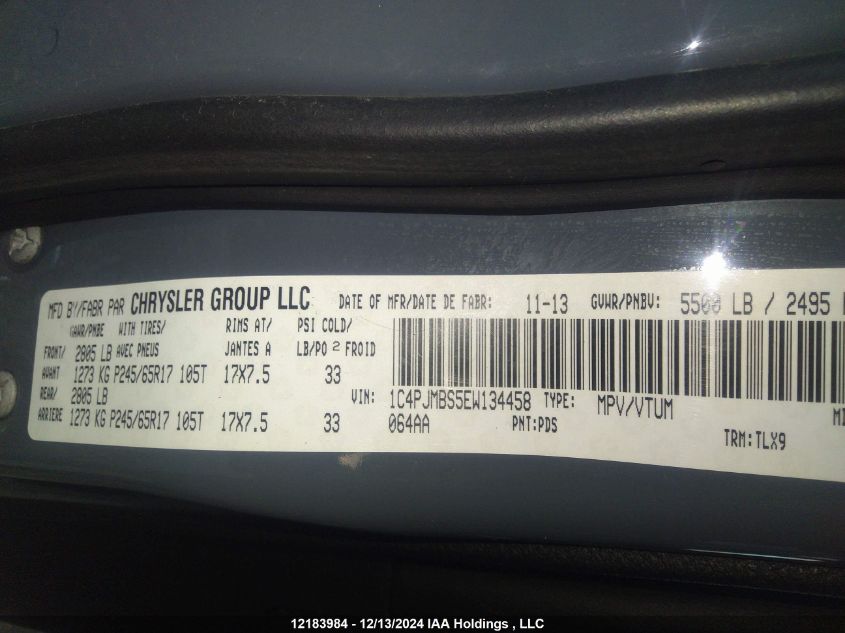 MFD BY/FABR PAR CHRYSLER GROUP LLC DATE OF MFR/DATE DE FABR: 11-13 GVWR/PNBV: 5500 LB / 2495
GAWR/PNBE WITH TIRES/ RIMS AT/ PSI COLD/
FRONT/ 2805 LB AVEC PNEUS JANTES A LB/PO 2 FROID
AVANT 1273 KG P245/65R17 105T 17X7.5 33
REAR/ 2805 LB VIN: 1C4PJMBS5EW134458 TYPE: MPV/VTUM
ARRIERE 1273 KG P245/65R17 105T 17X7.5 33 064AA PNT:PDS
TRM:TLX9
12183984 - 12/13/2024 IAA Holdings , LLC